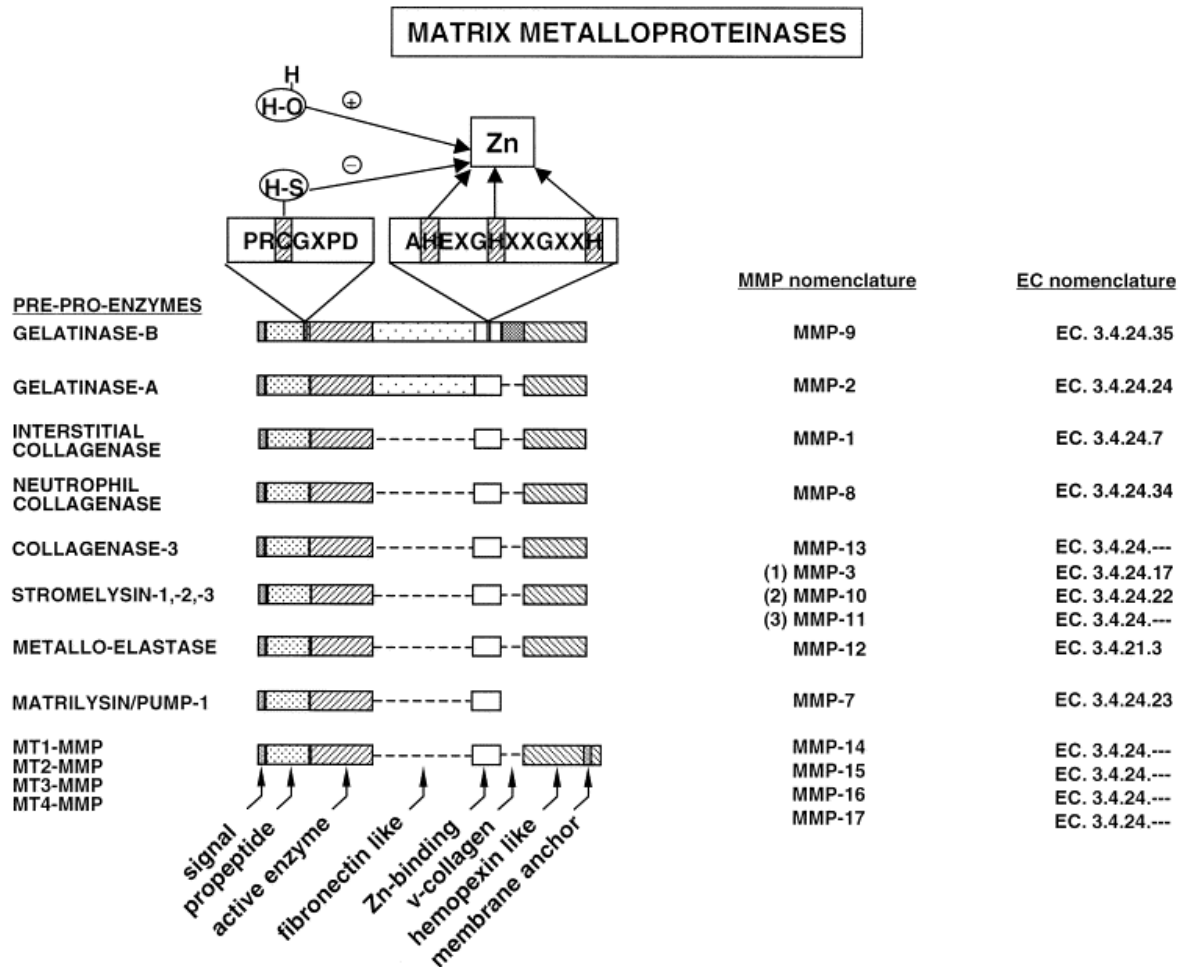 MATRIX METALLOPROTEINASES
H
H-O
+
Zn
−
H-S
PRCGXPD
AHEXGHXXGXXH
MMP nomenclature
EC nomenclature
PRE-PRO-ENZYMES
GELATINASE-B
MMP-9
EC. 3.4.24.35
GELATINASE-A
MMP-2
EC. 3.4.24.24
INTERSTITIAL
COLLAGENASE
MMP-1
EC. 3.4.24.7
NEUTROPHIL
COLLAGENASE
MMP-8
EC. 3.4.24.34
COLLAGENASE-3
MMP-13
EC. 3.4.24.---
STROMELYSIN-1,-2,-3
(1) MMP-3
EC. 3.4.24.17
(2) MMP-10
EC. 3.4.24.22
(3) MMP-11
EC. 3.4.24.---
METALLO-ELASTASE
MMP-12
EC. 3.4.21.3
MATRILYSIN/PUMP-1
MMP-7
EC. 3.4.24.23
MT1-MMP
MMP-14
EC. 3.4.24.---
MT2-MMP
MMP-15
EC. 3.4.24.---
MT3-MMP
MMP-16
EC. 3.4.24.---
MT4-MMP
MMP-17
EC. 3.4.24.---
signal
propeptide
active enzyme
fibronectin like
Zn-binding
v-collagen
hemopexin like
membrane anchor